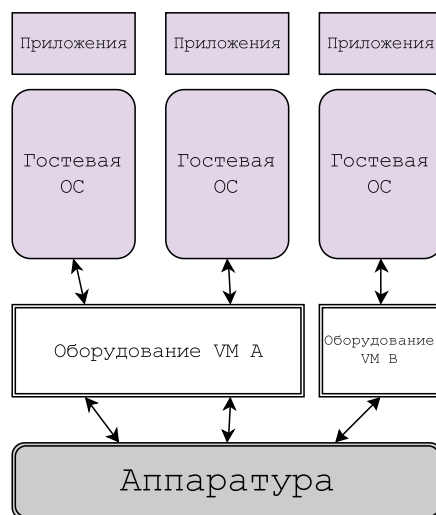 Приложения
Приложения
Приложения
Гостевая
ОС
Гостевая
ОС
Гостевая
ОС
Оборудование VM A
Оборудование
VM B
Аппаратура